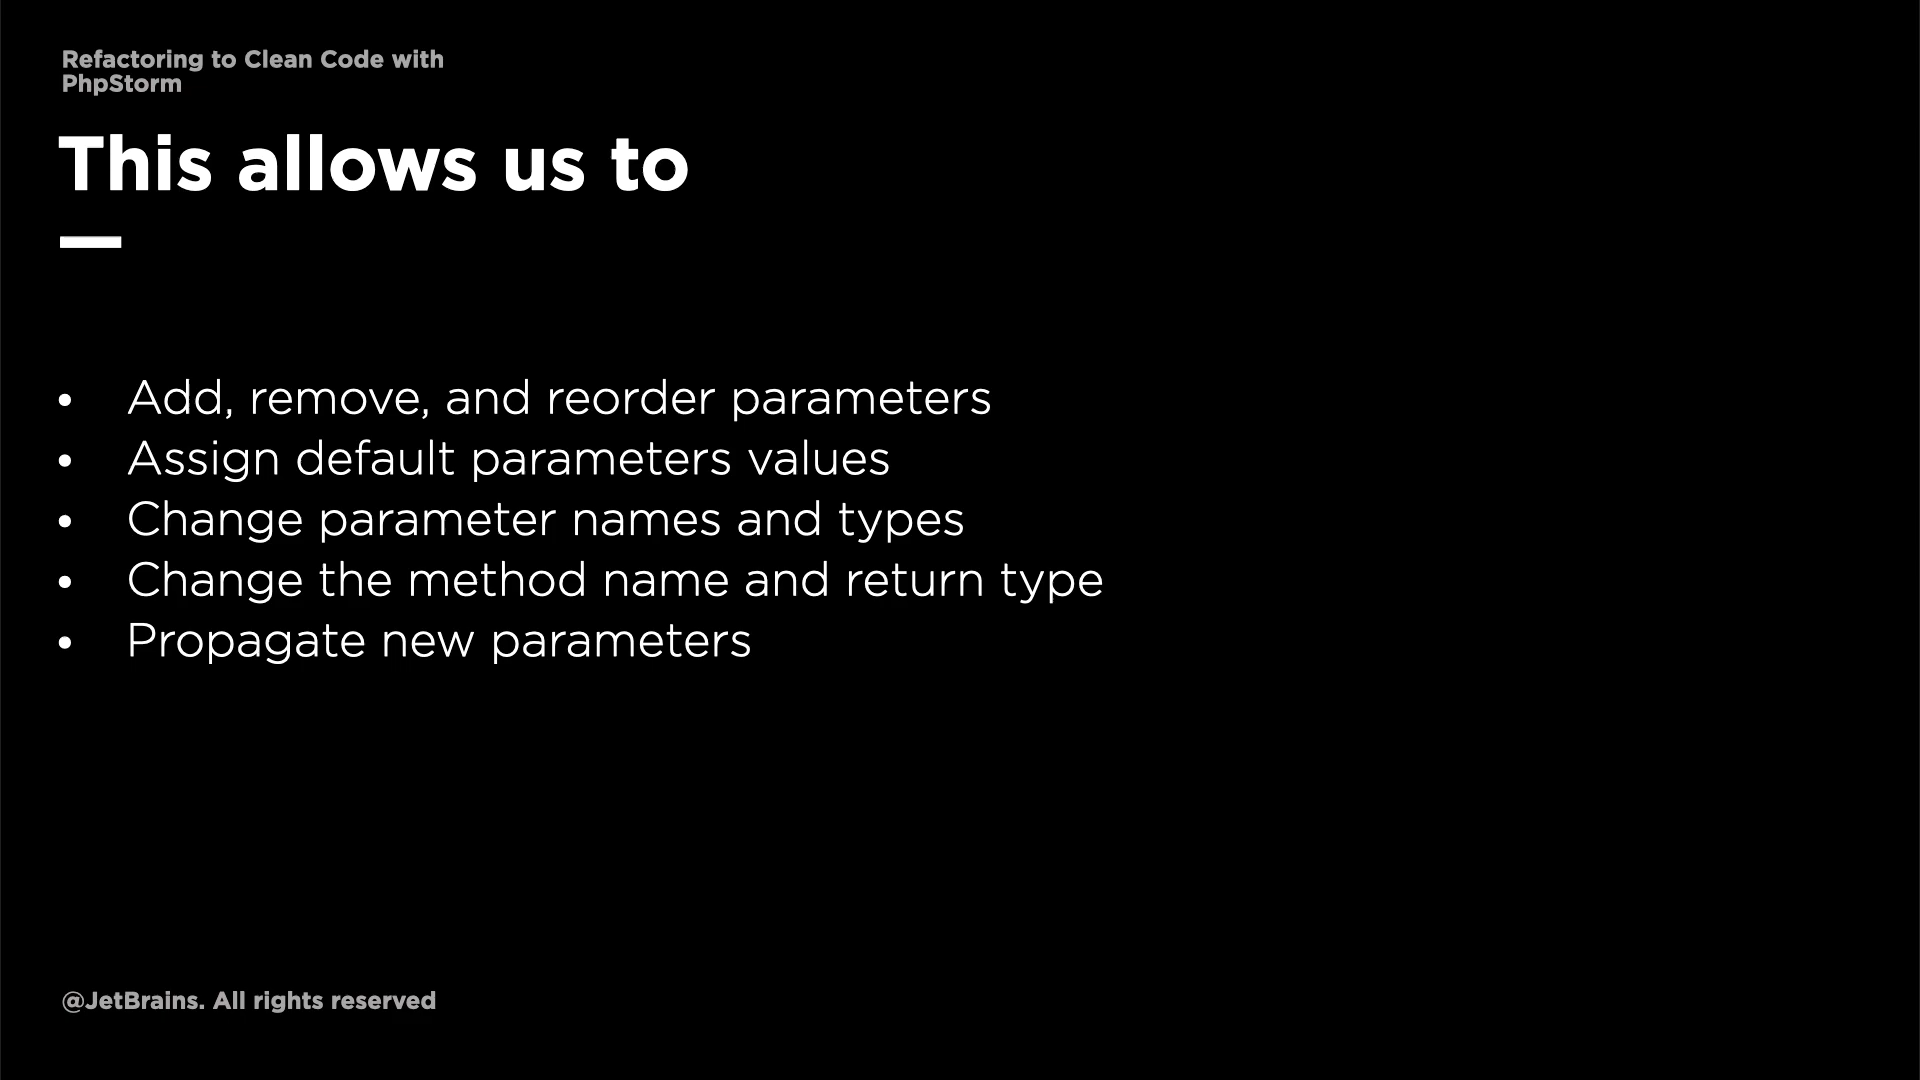 Refactoring to Clean Code with
PhpStorm
This allows us to
• Add, remove, and reorder parameters
• Assign default parameters values
• Change parameter names and types
• Change the method name and return type
• Propagate new parameters
@JetBrains. All rights reserved